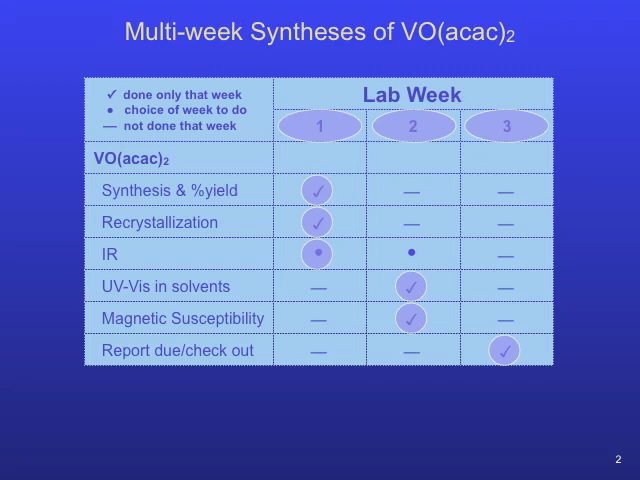 Multi-week Syntheses of VO(acac)₂
✓ done only that week
• choice of week to do
— not done that week
Lab Week
1 2 3
VO(acac)₂
Synthesis & %yield ✓ — —
Recrystallization ✓ — —
IR • • —
UV-Vis in solvents — ✓ —
Magnetic Susceptibility — ✓ —
Report due/check out — — ✓
2